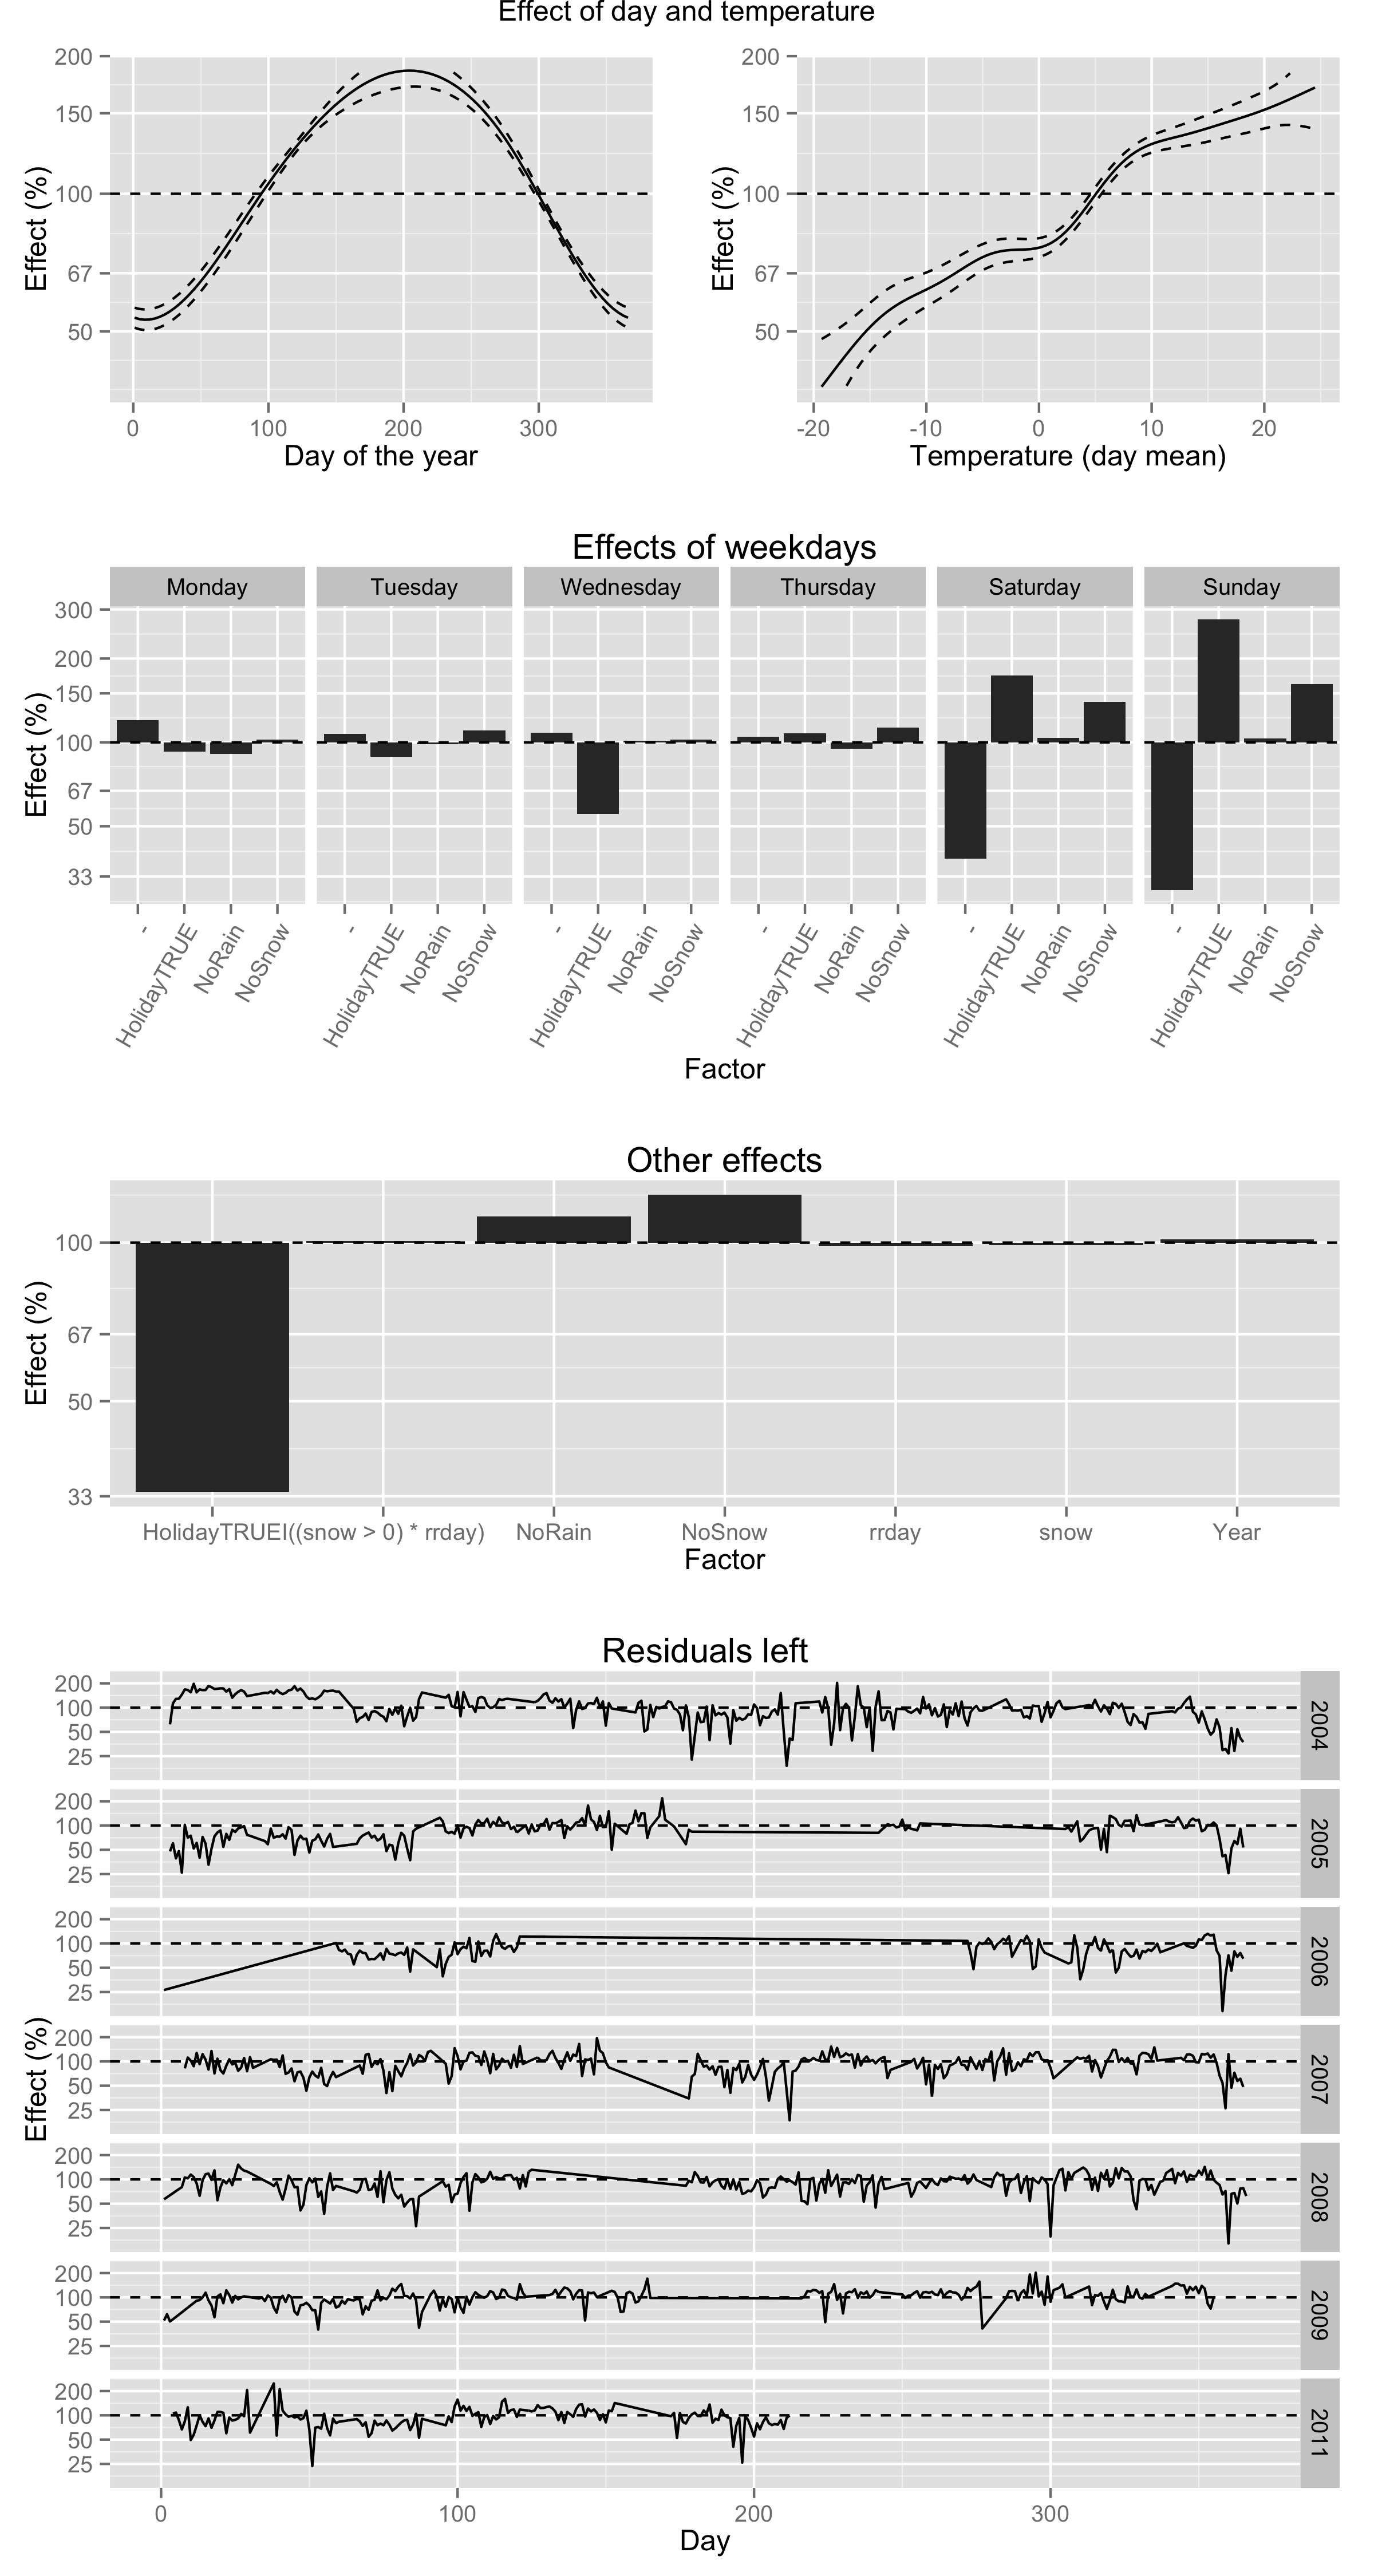 Effect of day and temperature
Effect (%)
200
150
100
67
50
0 100 200 300
Day of the year
Effect (%)
200
150
100
67
50
-20 -10 0 10 20
Temperature (day mean)
Effects of weekdays
Monday Tuesday Wednesday Thursday Saturday Sunday
Effect (%)
300
200
150
100
67
50
33
- HolidayTRUE NoRain NoSnow - HolidayTRUE NoRain NoSnow - HolidayTRUE NoRain NoSnow - HolidayTRUE NoRain NoSnow - HolidayTRUE NoRain NoSnow - HolidayTRUE NoRain NoSnow
Factor
Other effects
Effect (%)
100
67
50
33
HolidayTRUEI((snow > 0) * rrday) NoRain NoSnow rrday snow Year
Factor
Residuals left
Effect (%)
200
100
50
25
2004
200
100
50
25
2005
200
100
50
25
2006
200
100
50
25
2007
200
100
50
25
2008
200
100
50
25
2009
200
100
50
25
2011
0 100 200 300
Day